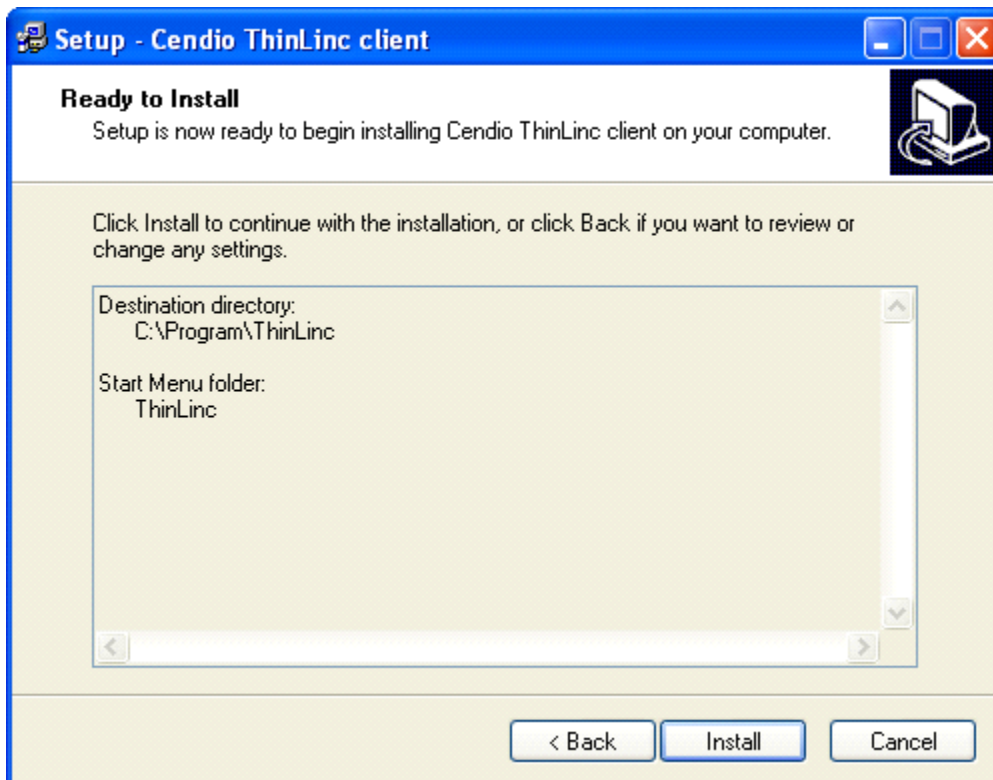 Setup - Cendio ThinLinc client
Ready to Install
Setup is now ready to begin installing Cendio ThinLinc client on your computer.
Click Install to continue with the installation, or click Back if you want to review or
change any settings.
Destination directory:
C:\Program\ThinLinc
Start Menu folder:
ThinLinc
< Back
Install
Cancel